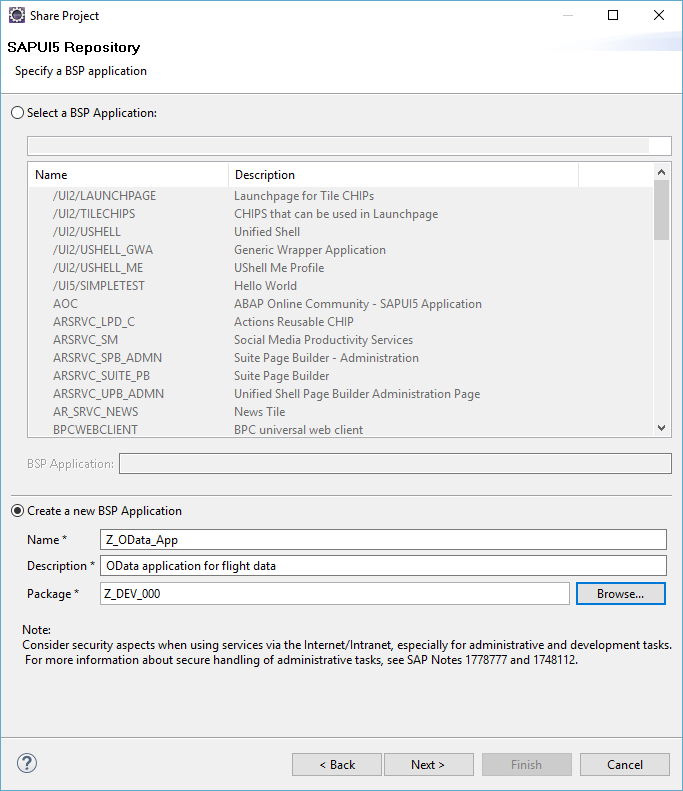 Share Project
SAPUI5 Repository
Specify a BSP application
Select a BSP Application:
Name Description
/UI2/LAUNCHPAGE Launchpage for Tile CHIPs
/UI2/TILECHIPS CHIPS that can be used in Launchpage
/UI2/USHELL Unified Shell
/UI2/USHELL_GWA Generic Wrapper Application
/UI2/USHELL_ME UShell Me Profile
/UI5/SIMPLETEST Hello World
AOC ABAP Online Community - SAPUI5 Application
ARSRVC_LPD_C Actions Reusable CHIP
ARSRVC_SM Social Media Productivity Services
ARSRVC_SPB_ADMN Suite Page Builder - Administration
ARSRVC_SUITE_PB Suite Page Builder
ARSRVC_UPB_ADMN Unified Shell Page Builder Administration Page
AR_SRVC_NEWS News Tile
BPCWEBCLIENT BPC universal web client
BSP Application:
Create a new BSP Application
Name * Z_OData_App
Description * OData application for flight data
Package * Z_DEV_000 Browse...
Note:
Consider security aspects when using services via the Internet/Intranet, especially for administrative and development tasks.
For more information about secure handling of administrative tasks, see SAP Notes 1778777 and 1748112.
? < Back Next > Finish Cancel